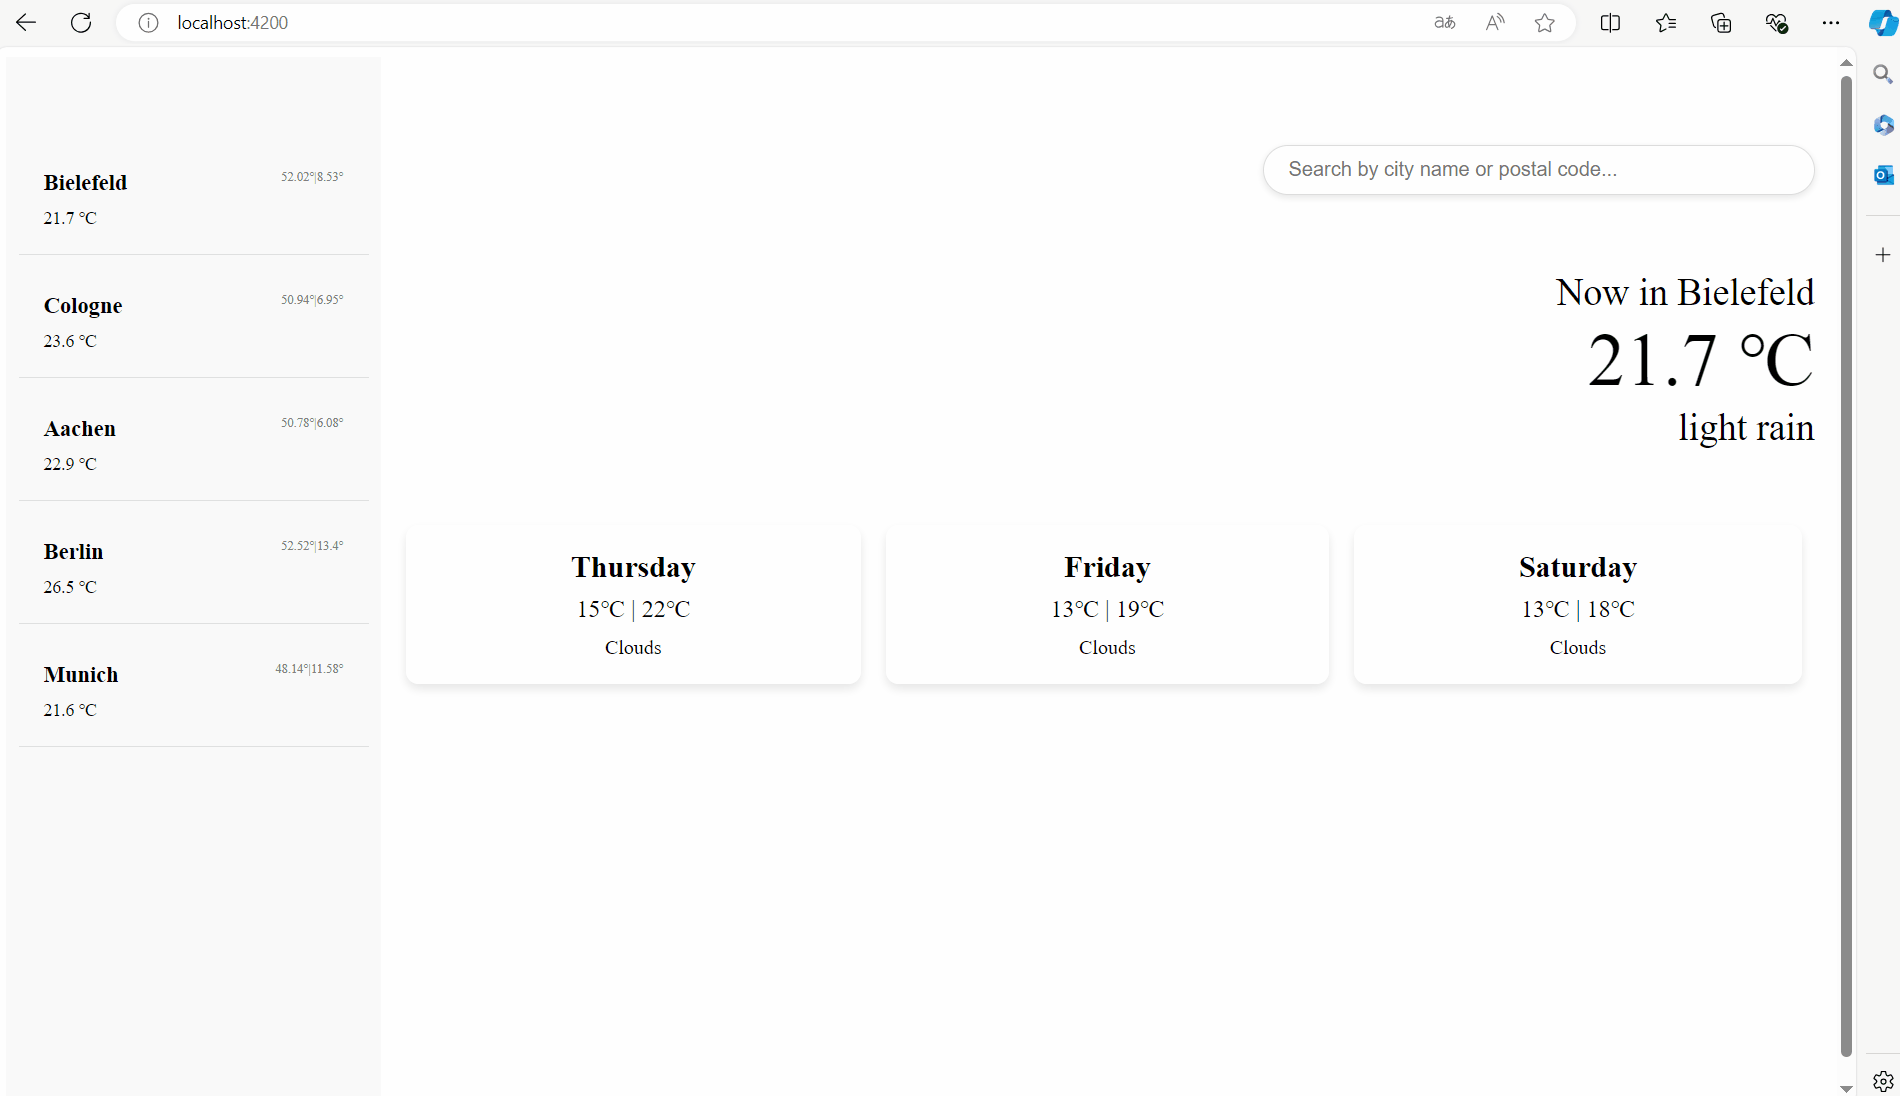 localhost:4200
Bielefeld 52.02°|8.53°
21.7 °C
Cologne 50.94°|6.95°
23.6 °C
Aachen 50.78°|6.08°
22.9 °C
Berlin 52.52°|13.4°
26.5 °C
Munich 48.14°|11.58°
21.6 °C
Search by city name or postal code...
Now in Bielefeld
21.7 °C
light rain
Thursday
15°C | 22°C
Clouds
Friday
13°C | 19°C
Clouds
Saturday
13°C | 18°C
Clouds